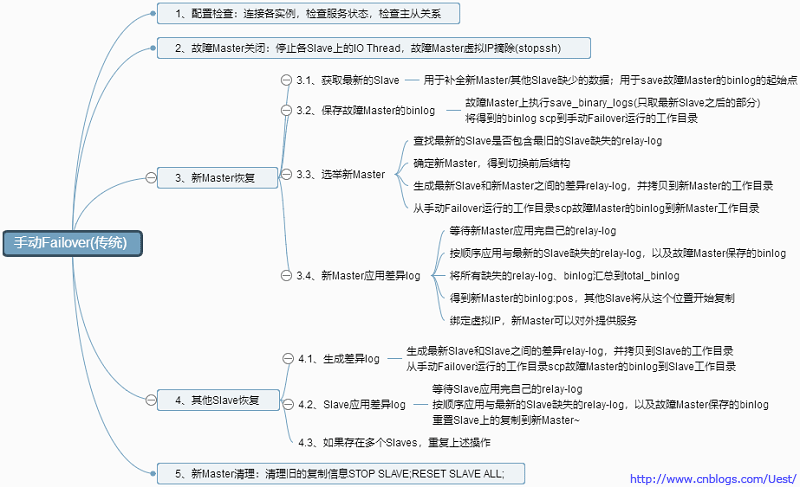 1、配置检查：连接各实例，检查服务状态，检查主从关系
2、故障Master关闭：停止各Slave上的IO Thread，故障Master虚拟IP摘除(stopssh)
3.1、获取最新的Slave
用于补全新Master/其他Slave缺少的数据；用于save故障Master的binlog的起始点
3.2、保存故障Master的binlog
故障Master上执行save_binary_logs(只取最新Slave之后的部分)
将得到的binlog scp到手动Failover运行的工作目录
3、新Master恢复
3.3、选举新Master
查找最新的Slave是否包含最旧的Slave缺失的relay-log
确定新Master，得到切换前后结构
生成最新Slave和新Master之间的差异relay-log，并拷贝到新Master的工作目录
从手动Failover运行的工作目录scp故障Master的binlog到新Master工作目录
手动Failover(传统)
3.4、新Master应用差异log
等待新Master应用完自己的relay-log
按顺序应用与最新的Slave缺失的relay-log，以及故障Master保存的binlog
将所有缺失的relay-log、binlog汇总到total_binlog
得到新Master的binlog:pos，其他Slave将从这个位置开始复制
绑定虚拟IP，新Master可以对外提供服务
4.1、生成差异log
生成最新Slave和Slave之间的差异relay-log，并拷贝到Slave的工作目录
从手动Failover运行的工作目录scp故障Master的binlog到Slave工作目录
4、其他Slave恢复
4.2、Slave应用差异log
等待Slave应用完自己的relay-log
按顺序应用与最新的Slave缺失的relay-log，以及故障Master保存的binlog
重置Slave上的复制到新Master~
4.3、如果存在多个Slaves，重复上述操作
5、新Master清理：清理旧的复制信息STOP SLAVE;RESET SLAVE ALL;
http://www.cnblogs.com/Uest/